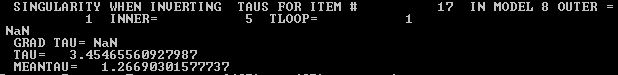 SINGULARITY WHEN INVERTING TAUS FOR ITEM # 17 IN MODEL 8 OUTER =
1 INNER= 5 TLOOP= 1
NaN
GRAD TAU= NaN
TAU= 3.45465560927987
MEANTAU= 1.26690301577737